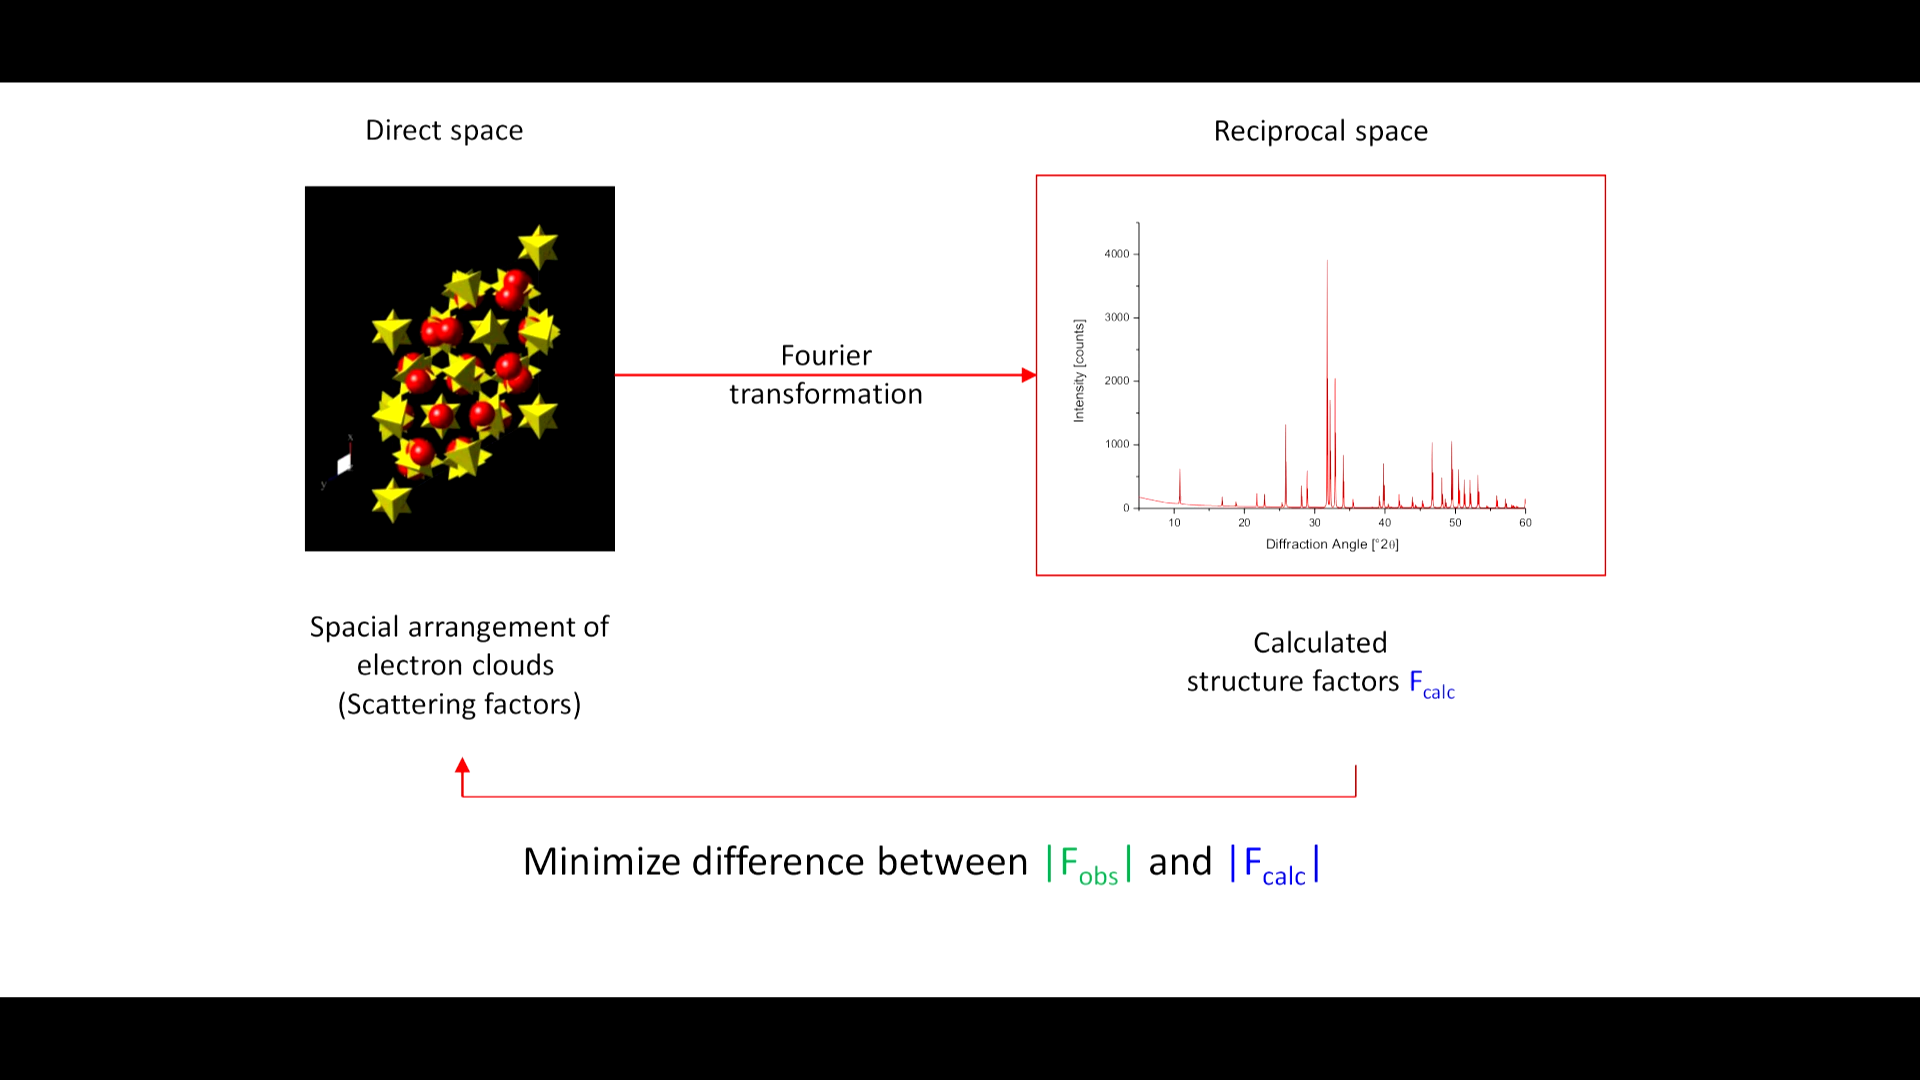 Direct space
Reciprocal space
x
y
Fourier
transformation
Intensity [counts]
4000
3000
2000
1000
0
10 20 30 40 50 60
Diffraction Angle [°2θ]
Spacial arrangement of
electron clouds
(Scattering factors)
Calculated
structure factors Fcalc
Minimize difference between |Fobs| and |Fcalc|